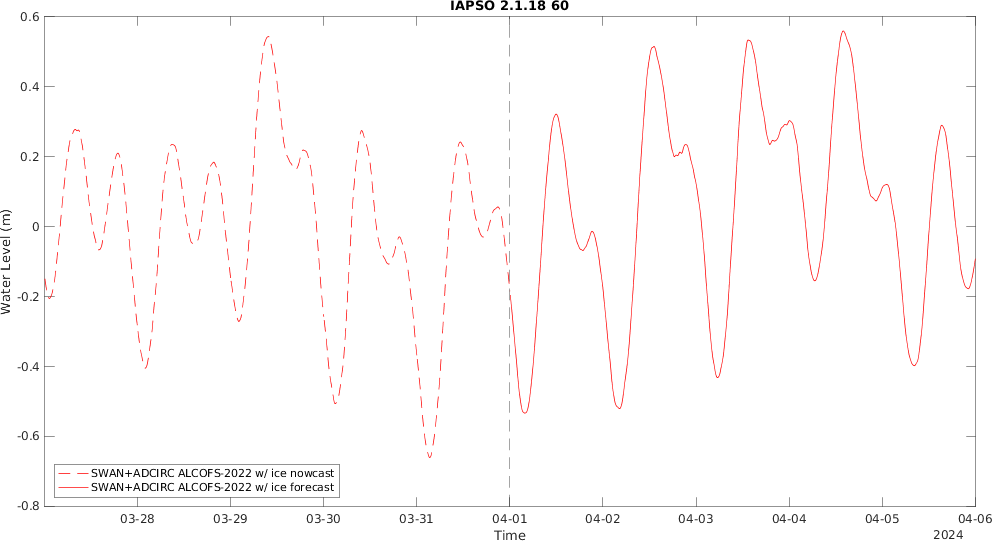 IAPSO 2.1.18 60
0.6
0.4
0.2
0
-0.2
-0.4
-0.6
-0.8
Water Level (m)
SWAN+ADCIRC ALCOFS-2022 w/ ice nowcast
SWAN+ADCIRC ALCOFS-2022 w/ ice forecast
03-28 03-29 03-30 03-31 04-01 04-02 04-03 04-04 04-05 04-06
Time
2024